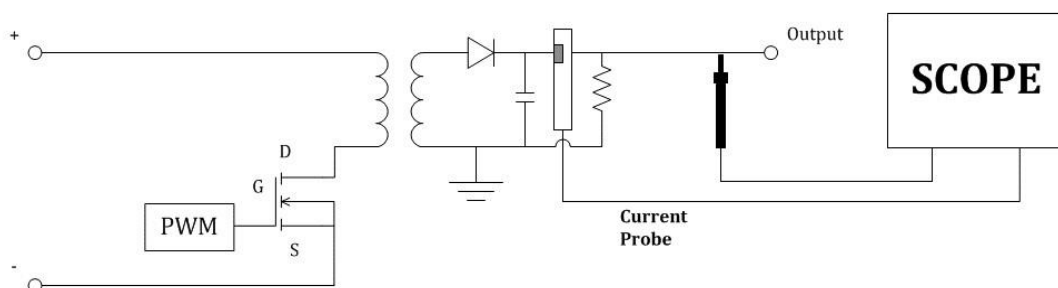 +
Output
SCOPE
D
G
PWM
S
Current
Probe
-